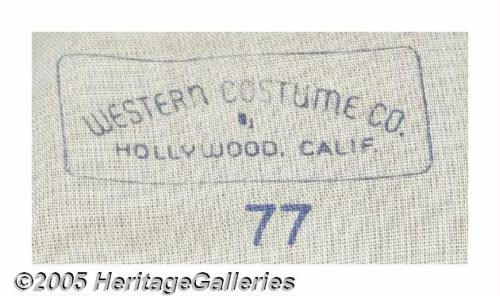 WESTERN COSTUME CO.
HOLLYWOOD, CALIF.
77
©2005 HeritageGalleries